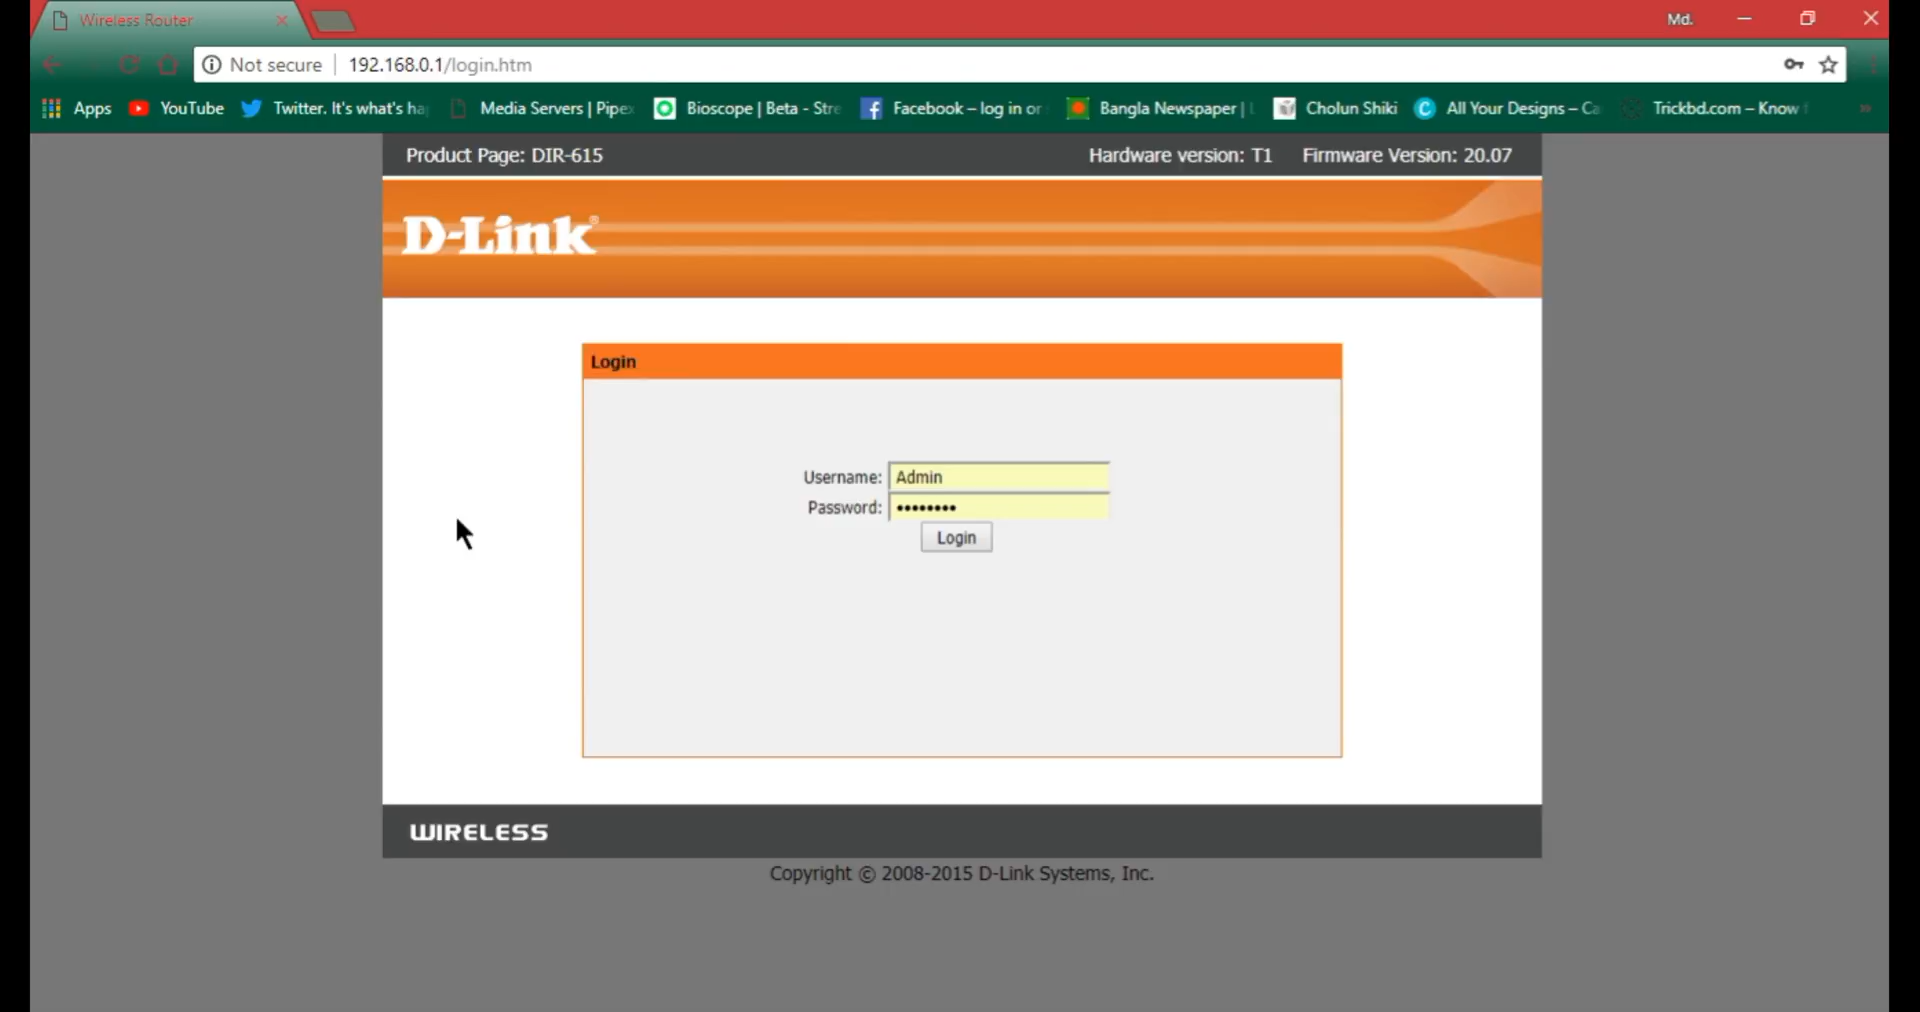 Wireless Router
Md.
Not secure
192.168.0.1/login.htm
Apps YouTube Twitter. It's what's ha Media Servers | Pipe Bioscope | Beta - Stre Facebook – log in or Bangla Newspaper | Cholun Shiki All Your Designs – Ca Trickbd.com – Know
Product Page: DIR-615 Hardware version: T1 Firmware Version: 20.07
D-Link®
Login
Username: Admin
Password: ••••••••
Login
WIRELESS
Copyright © 2008-2015 D-Link Systems, Inc.